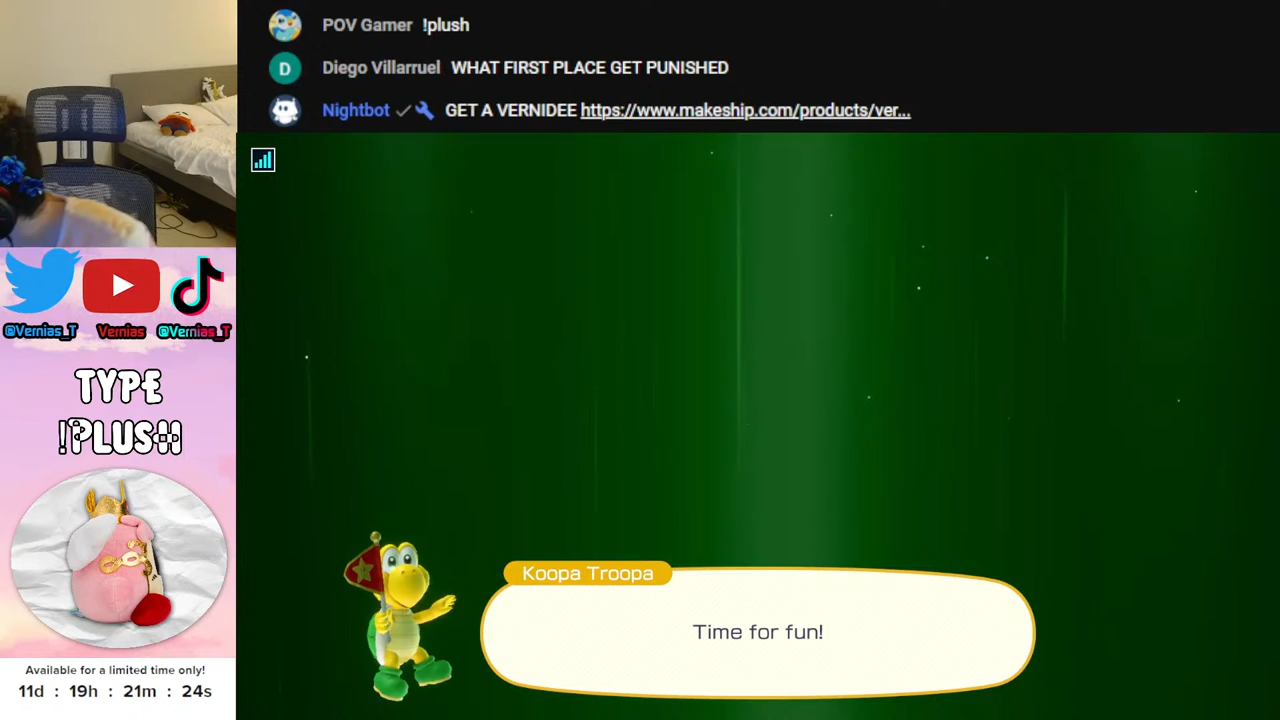 POV Gamer !plush
Diego Villarruel WHAT FIRST PLACE GET PUNISHED
Nightbot GET A VERNIDEE https://www.makeship.com/products/ver...
@Vernias_T Vernias @Vernias_T
TYPE
!PLUSH
Available for a limited time only!
11d : 19h : 21m : 24s
D
Koopa Troopa
Time for fun!